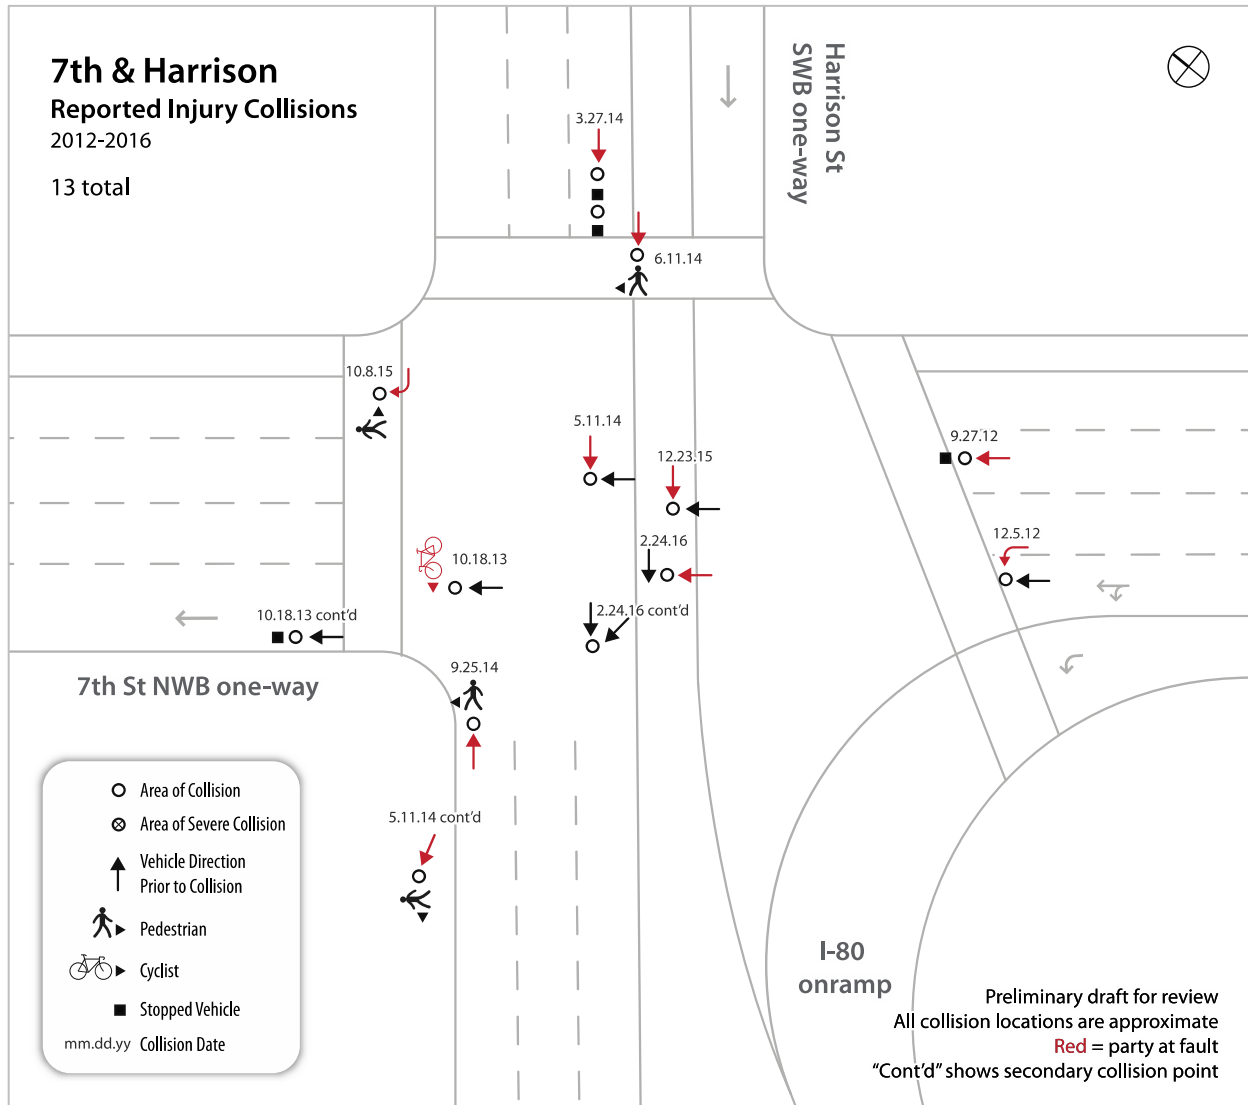 7th & Harrison
Reported Injury Collisions
2012-2016
13 total
Harrison St
SWB one-way
3.27.14
6.11.14
10.8.15
5.11.14
12.23.15
9.27.12
2.24.16
12.5.12
10.18.13
10.18.13 cont'd
2.24.16 cont'd
9.25.14
7th St NWB one-way
5.11.14 cont'd
Area of Collision
Area of Severe Collision
Vehicle Direction
Prior to Collision
Pedestrian
Cyclist
Stopped Vehicle
mm.dd.yy Collision Date
I-80
onramp
Preliminary draft for review
All collision locations are approximate
Red = party at fault
“Cont’d” shows secondary collision point